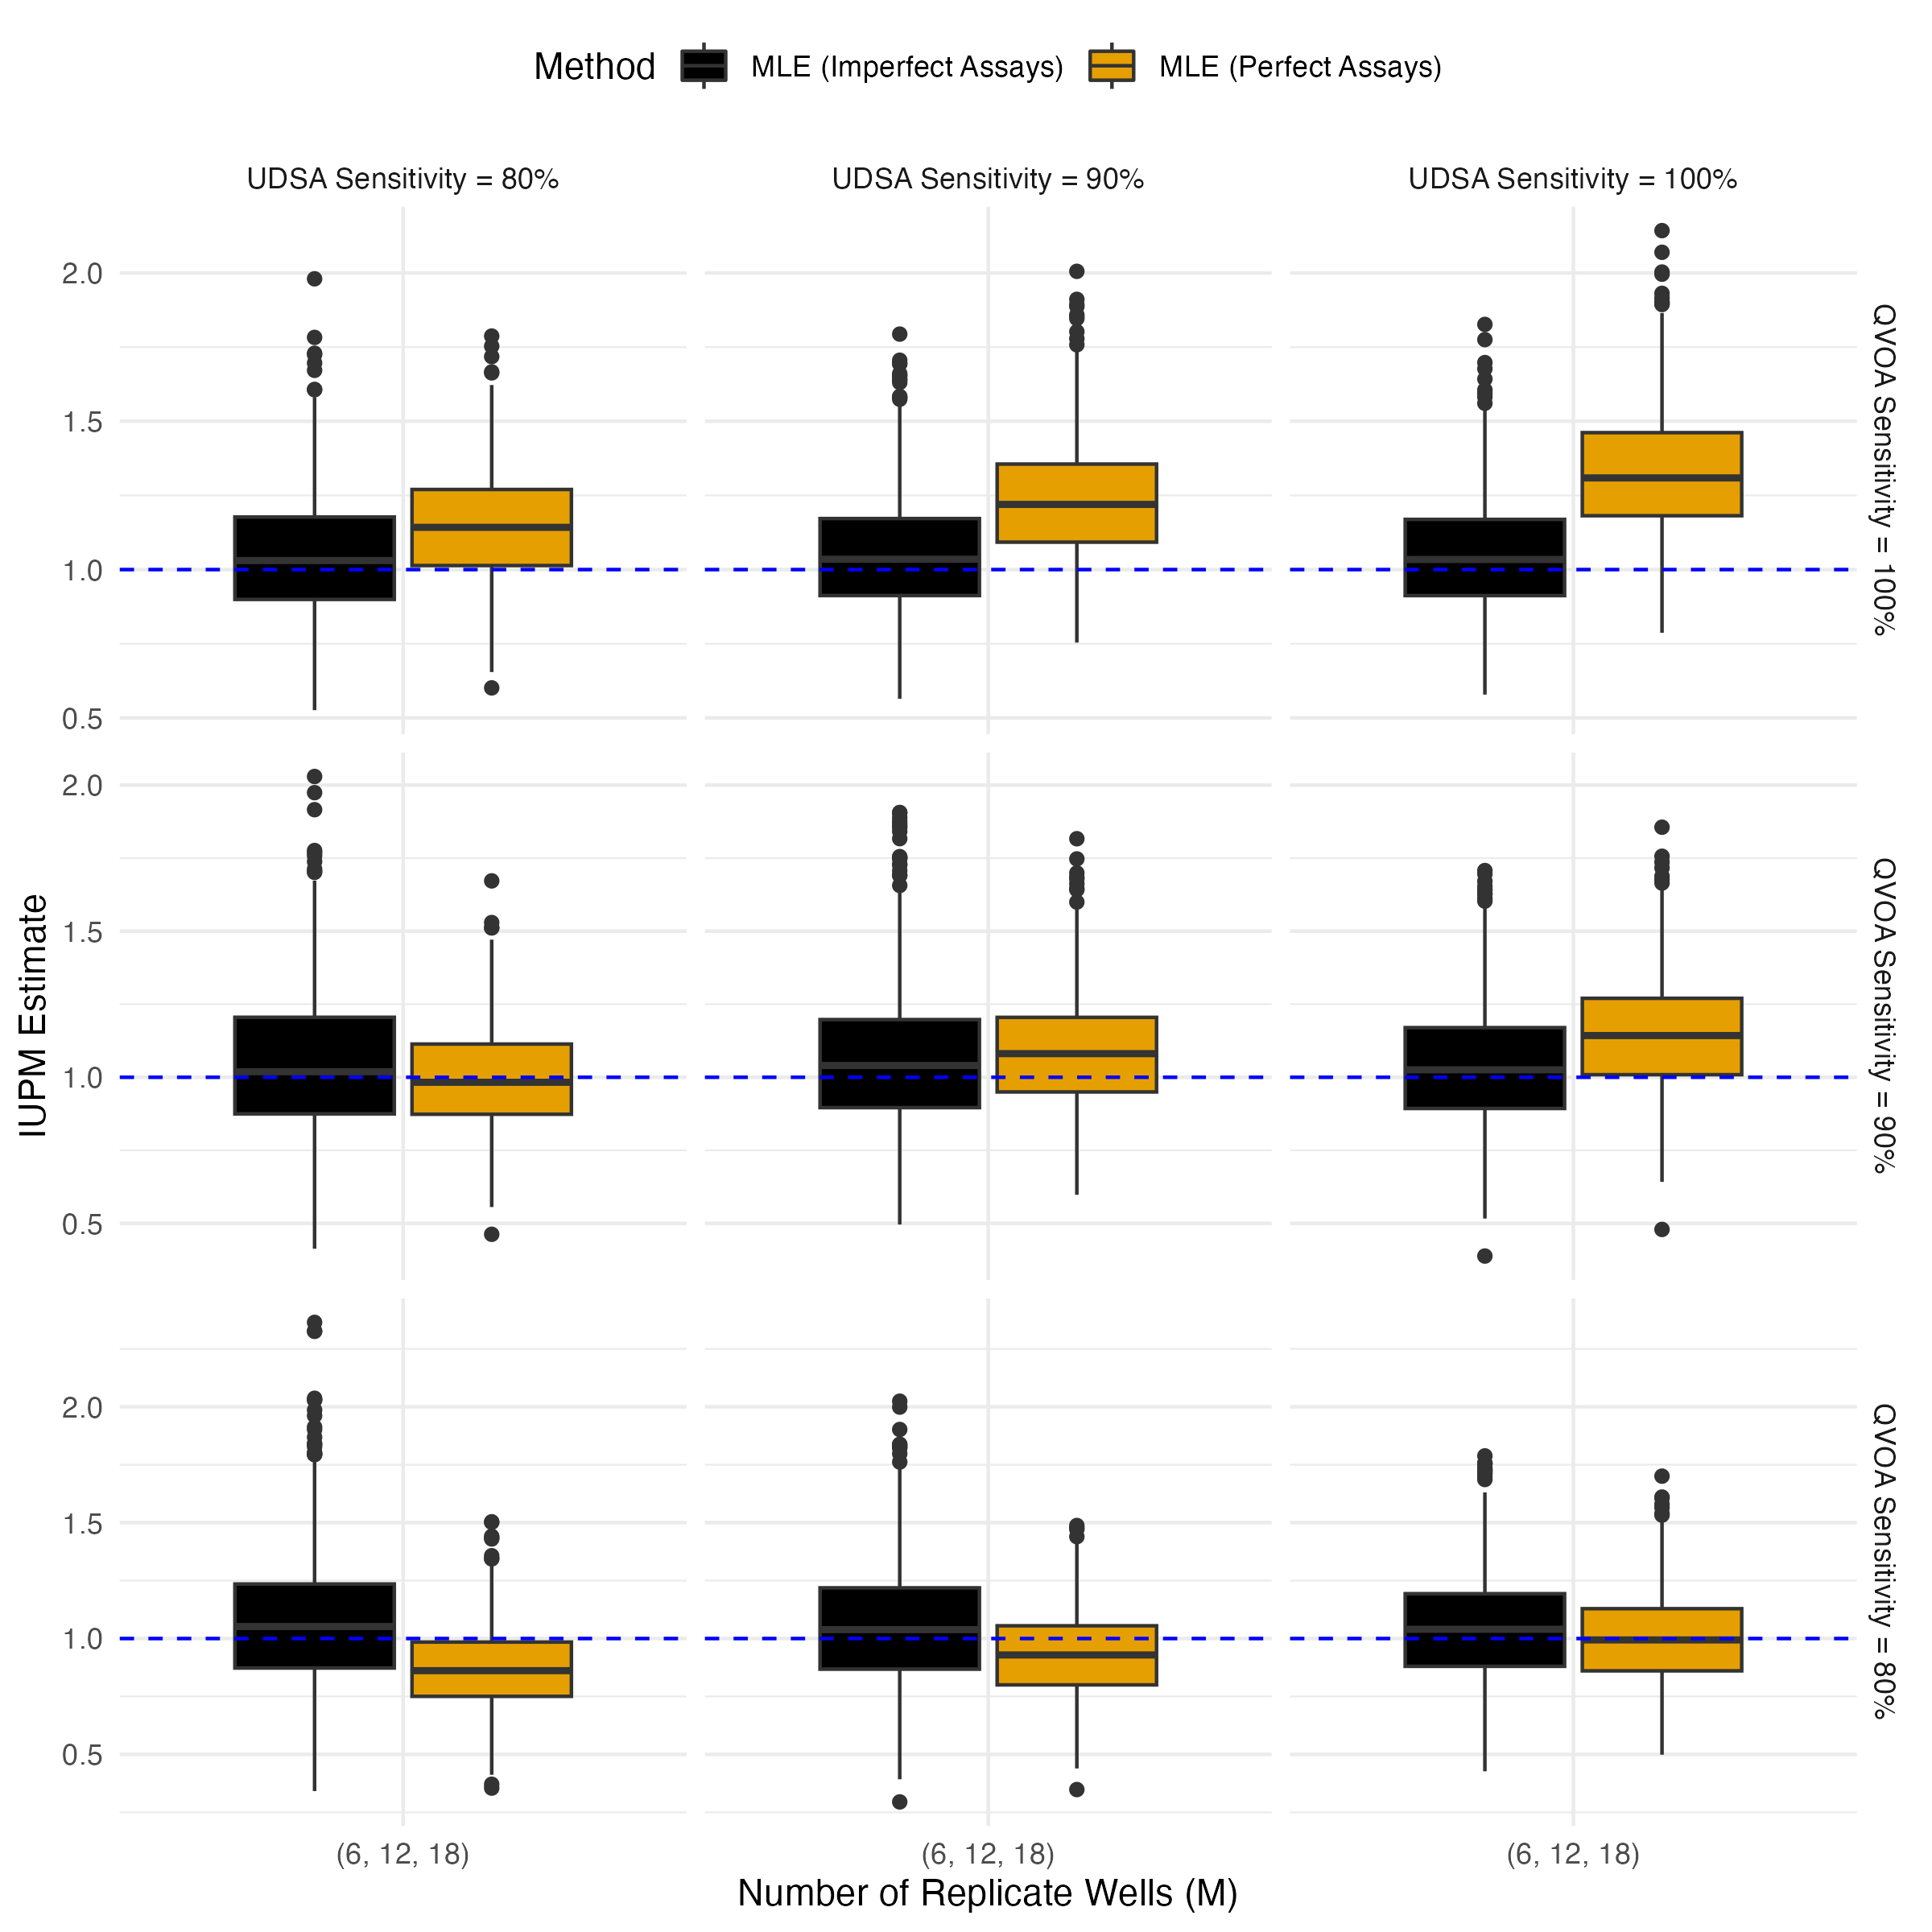 Method MLE (Imperfect Assays) MLE (Perfect Assays)
UDSA Sensitivity = 80% UDSA Sensitivity = 90% UDSA Sensitivity = 100%
2.0
1.5
1.0
0.5
QVOA Sensitivity = 100%
IUPM Estimate
2.0
1.5
1.0
0.5
QVOA Sensitivity = 90%
2.0
1.5
1.0
0.5
QVOA Sensitivity = 80%
(6, 12, 18) (6, 12, 18) (6, 12, 18)
Number of Replicate Wells (M)